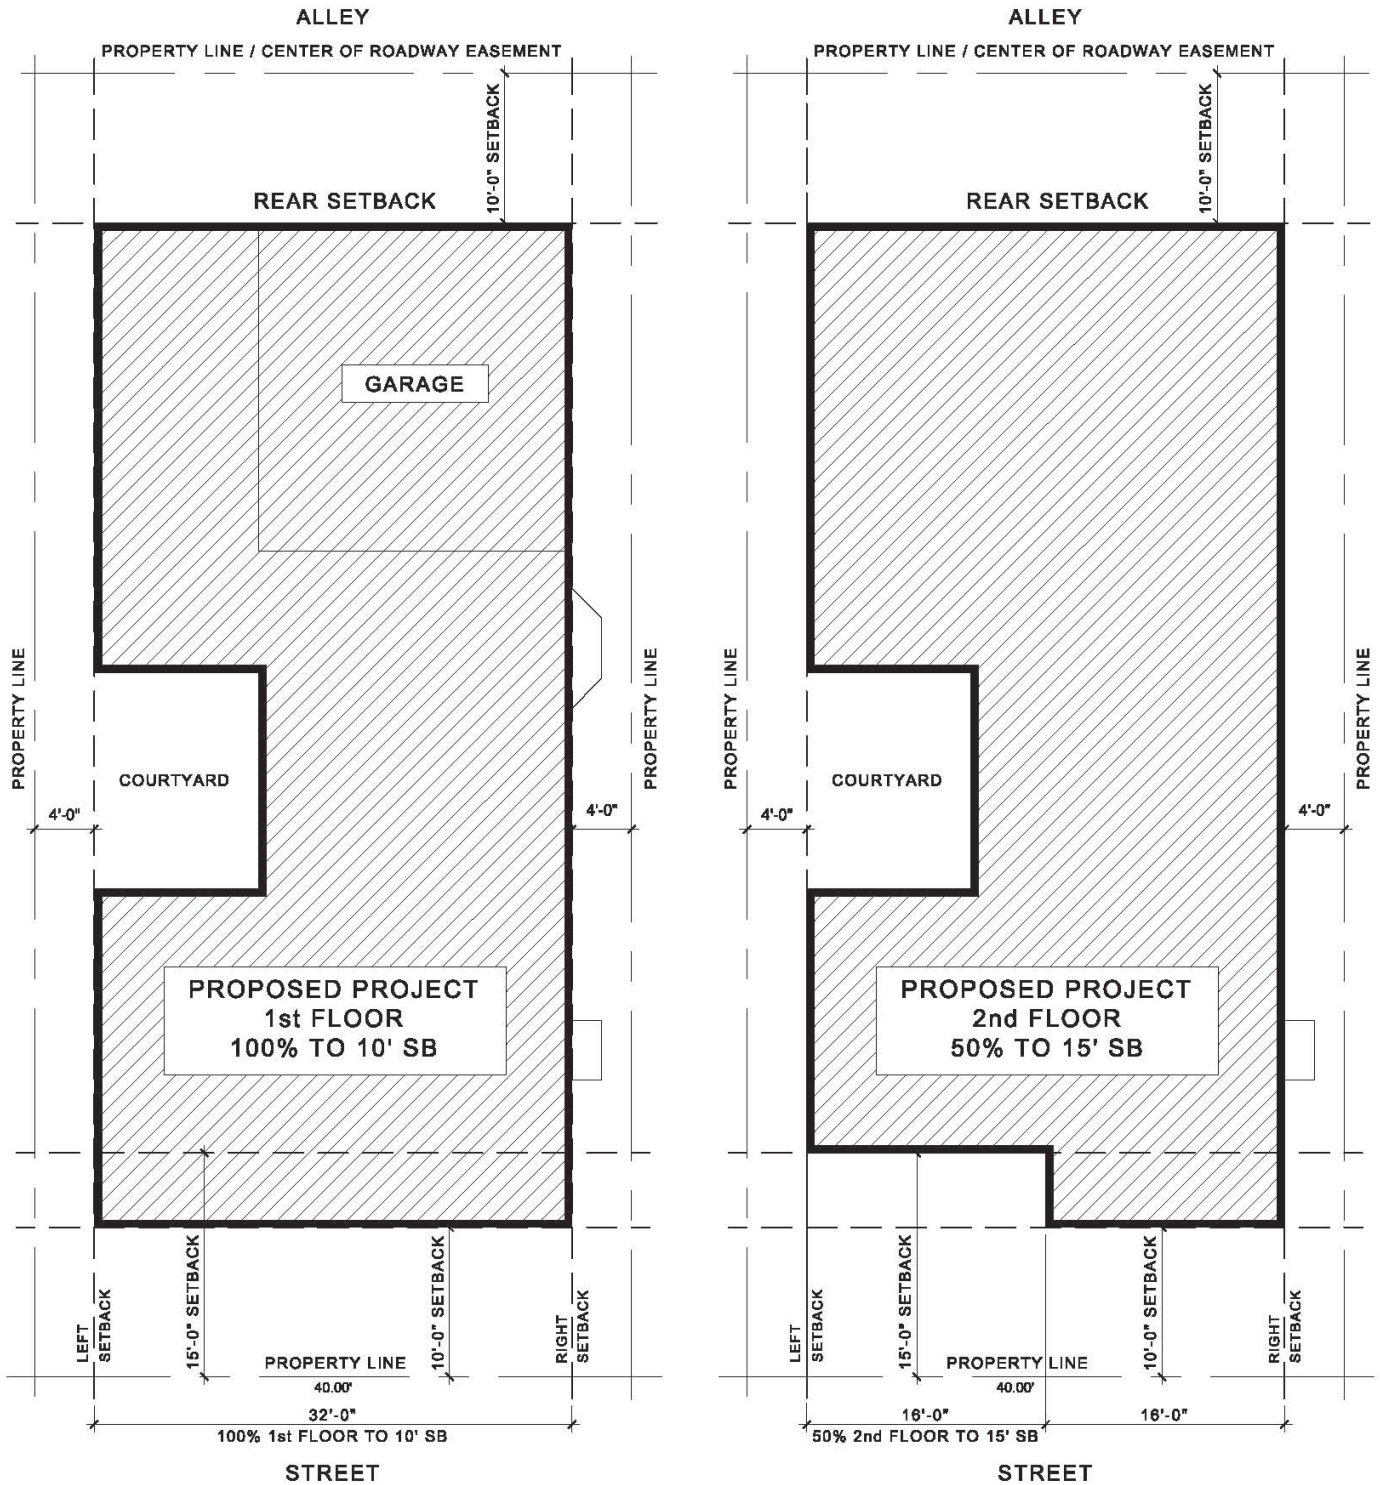 ALLEY
PROPERTY LINE / CENTER OF ROADWAY EASEMENT
10'-0" SETBACK
REAR SETBACK
GARAGE
PROPERTY LINE
PROPERTY LINE
COURTYARD
4'-0"
4'-0"
PROPOSED PROJECT
1st FLOOR
100% TO 10' SB
15'-0" SETBACK
10'-0" SETBACK
LEFT
SETBACK
RIGHT
SETBACK
PROPERTY LINE
40.00'
32'-0"
100% 1st FLOOR TO 10' SB
STREET
ALLEY
PROPERTY LINE / CENTER OF ROADWAY EASEMENT
10'-0" SETBACK
REAR SETBACK
PROPERTY LINE
PROPERTY LINE
COURTYARD
4'-0"
4'-0"
PROPOSED PROJECT
2nd FLOOR
50% TO 15' SB
15'-0" SETBACK
10'-0" SETBACK
LEFT
SETBACK
RIGHT
SETBACK
PROPERTY LINE
40.00'
16'-0"
16'-0"
50% 2nd FLOOR TO 15' SB
STREET